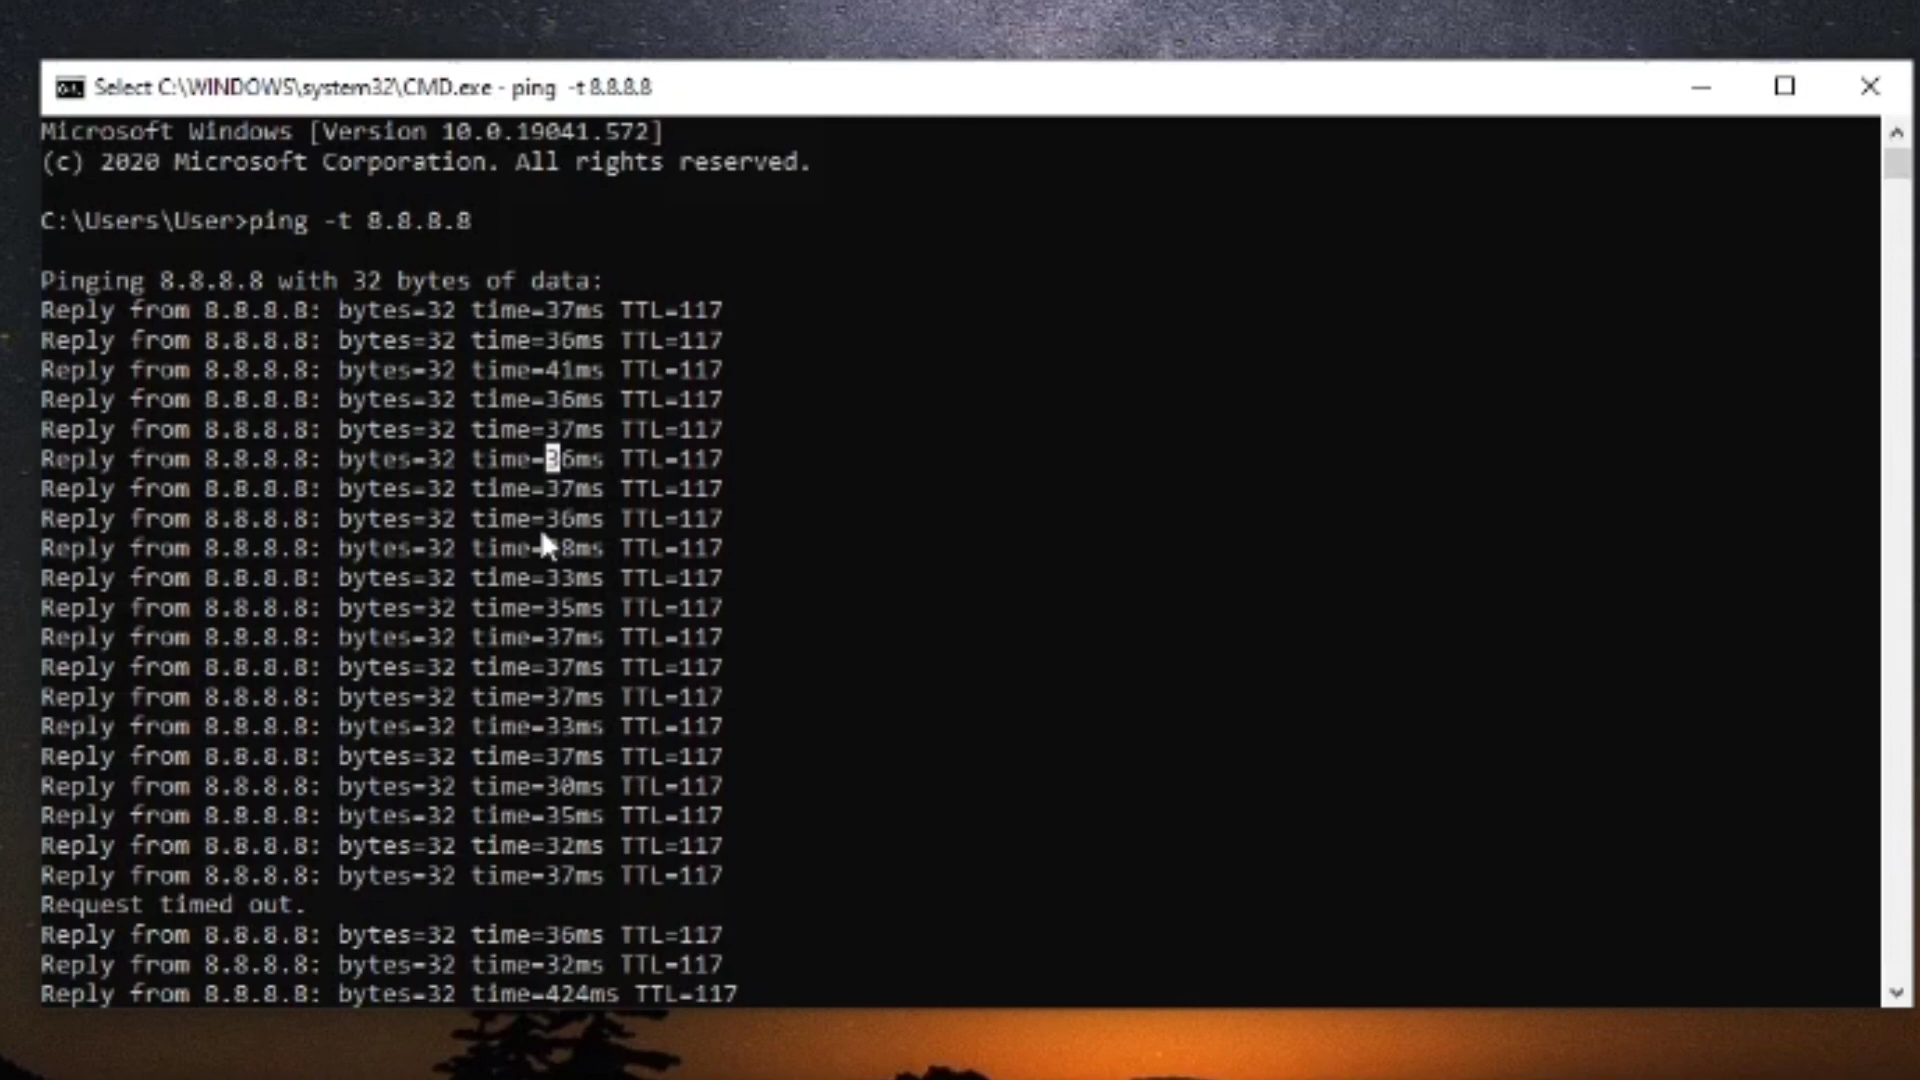 Select C:\WINDOWS\system32\CMD.exe - ping -t 8.8.8.8
Microsoft Windows [Version 10.0.19041.572]
(c) 2020 Microsoft Corporation. All rights reserved.
C:\Users\User>ping -t 8.8.8.8
Pinging 8.8.8.8 with 32 bytes of data:
Reply from 8.8.8.8: bytes=32 time=37ms TTL=117
Reply from 8.8.8.8: bytes=32 time=36ms TTL=117
Reply from 8.8.8.8: bytes=32 time=41ms TTL=117
Reply from 8.8.8.8: bytes=32 time=36ms TTL=117
Reply from 8.8.8.8: bytes=32 time=37ms TTL=117
Reply from 8.8.8.8: bytes=32 time=36ms TTL=117
Reply from 8.8.8.8: bytes=32 time=37ms TTL=117
Reply from 8.8.8.8: bytes=32 time=36ms TTL=117
Reply from 8.8.8.8: bytes=32 TTL=117
Reply from 8.8.8.8: bytes=32 time=33ms TTL=117
Reply from 8.8.8.8: bytes=32 time=35ms TTL=117
Reply from 8.8.8.8: bytes=32 time=37ms TTL=117
Reply from 8.8.8.8: bytes=32 time=37ms TTL=117
Reply from 8.8.8.8: bytes=32 time=37ms TTL=117
Reply from 8.8.8.8: bytes=32 time=33ms TTL=117
Reply from 8.8.8.8: bytes=32 time=37ms TTL=117
Reply from 8.8.8.8: bytes=32 time=30ms TTL=117
Reply from 8.8.8.8: bytes=32 time=35ms TTL=117
Reply from 8.8.8.8: bytes=32 time=32ms TTL=117
Reply from 8.8.8.8: bytes=32 time=37ms TTL=117
Request timed out.
Reply from 8.8.8.8: bytes=32 time=36ms TTL=117
Reply from 8.8.8.8: bytes=32 time=32ms TTL=117
Reply from 8.8.8.8: bytes=32 time=424ms TTL=117